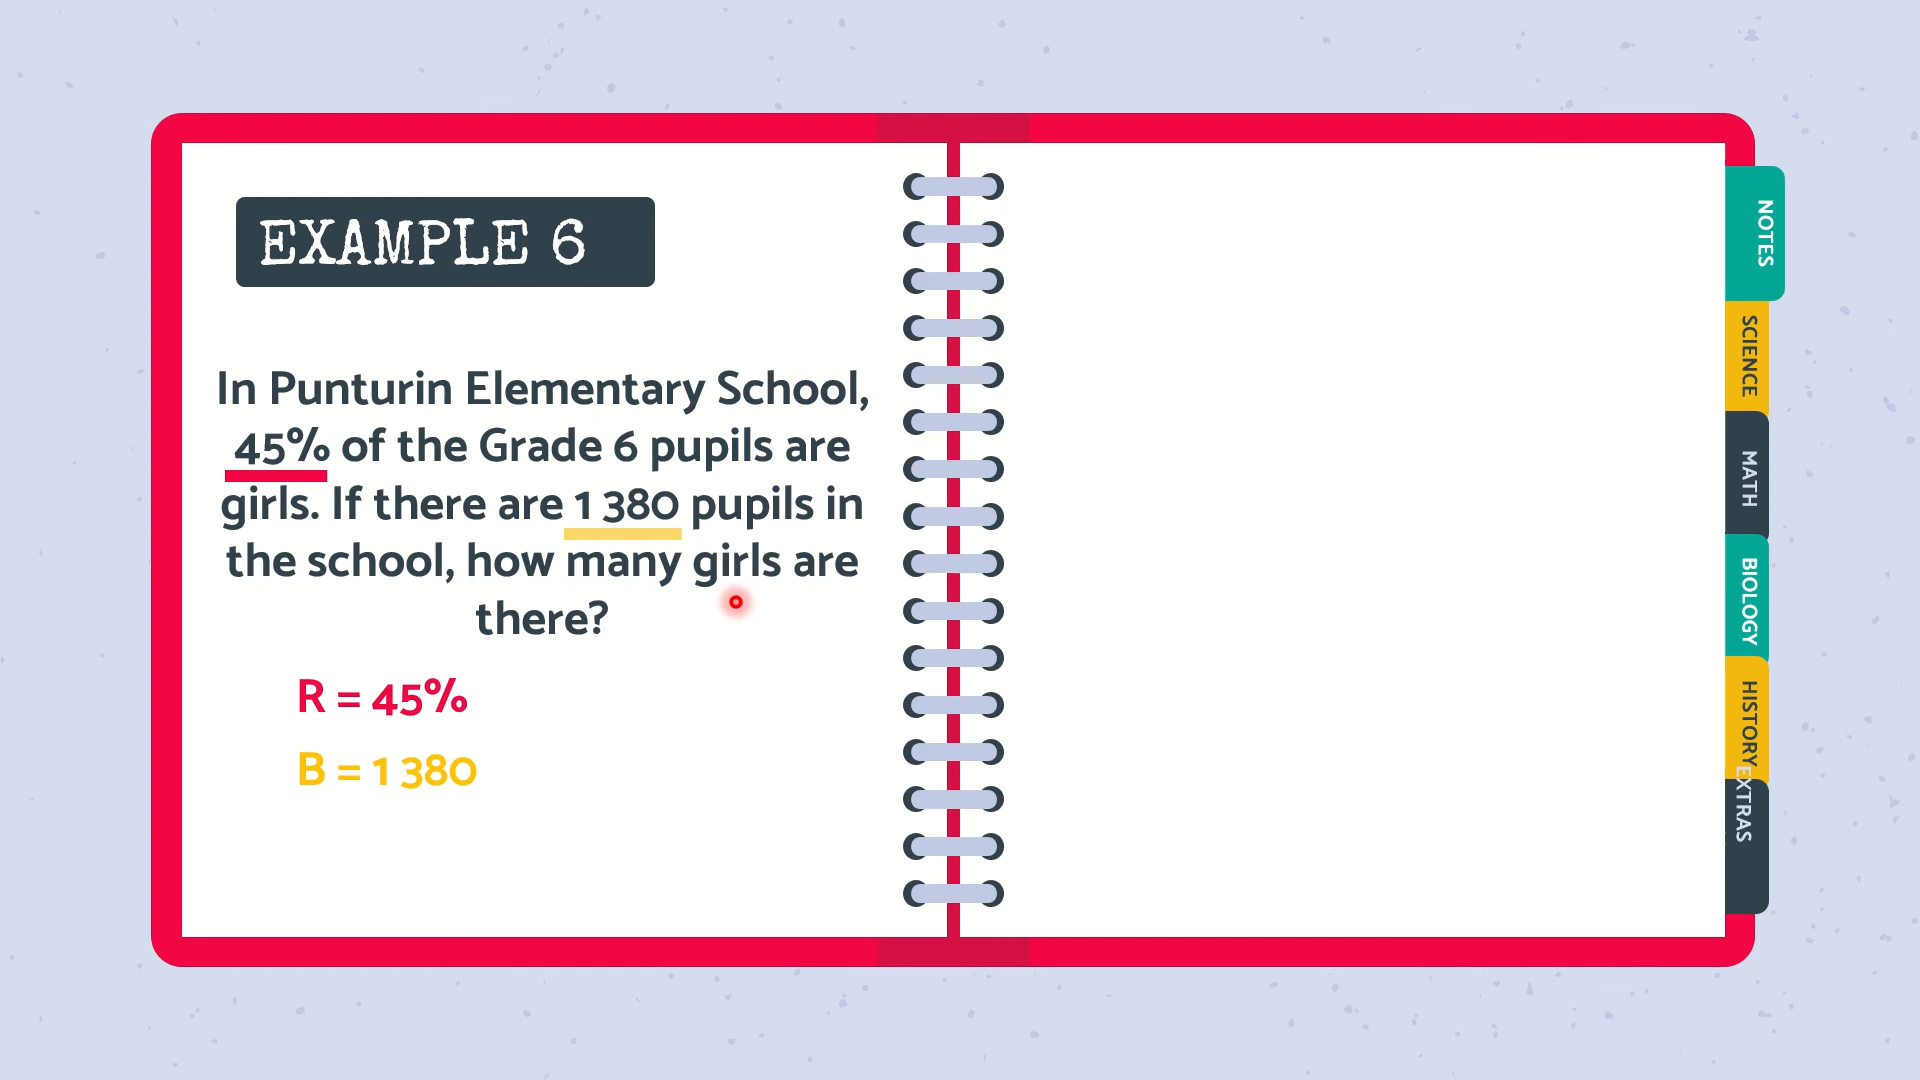 EXAMPLE 6
In Punturin Elementary School,
45% of the Grade 6 pupils are
girls. If there are 1 380 pupils in
the school, how many girls are
there?
R = 45%
B = 1 380
NOTES
SCIENCE
MATH
BIOLOGY
HISTORY
EXTRAS